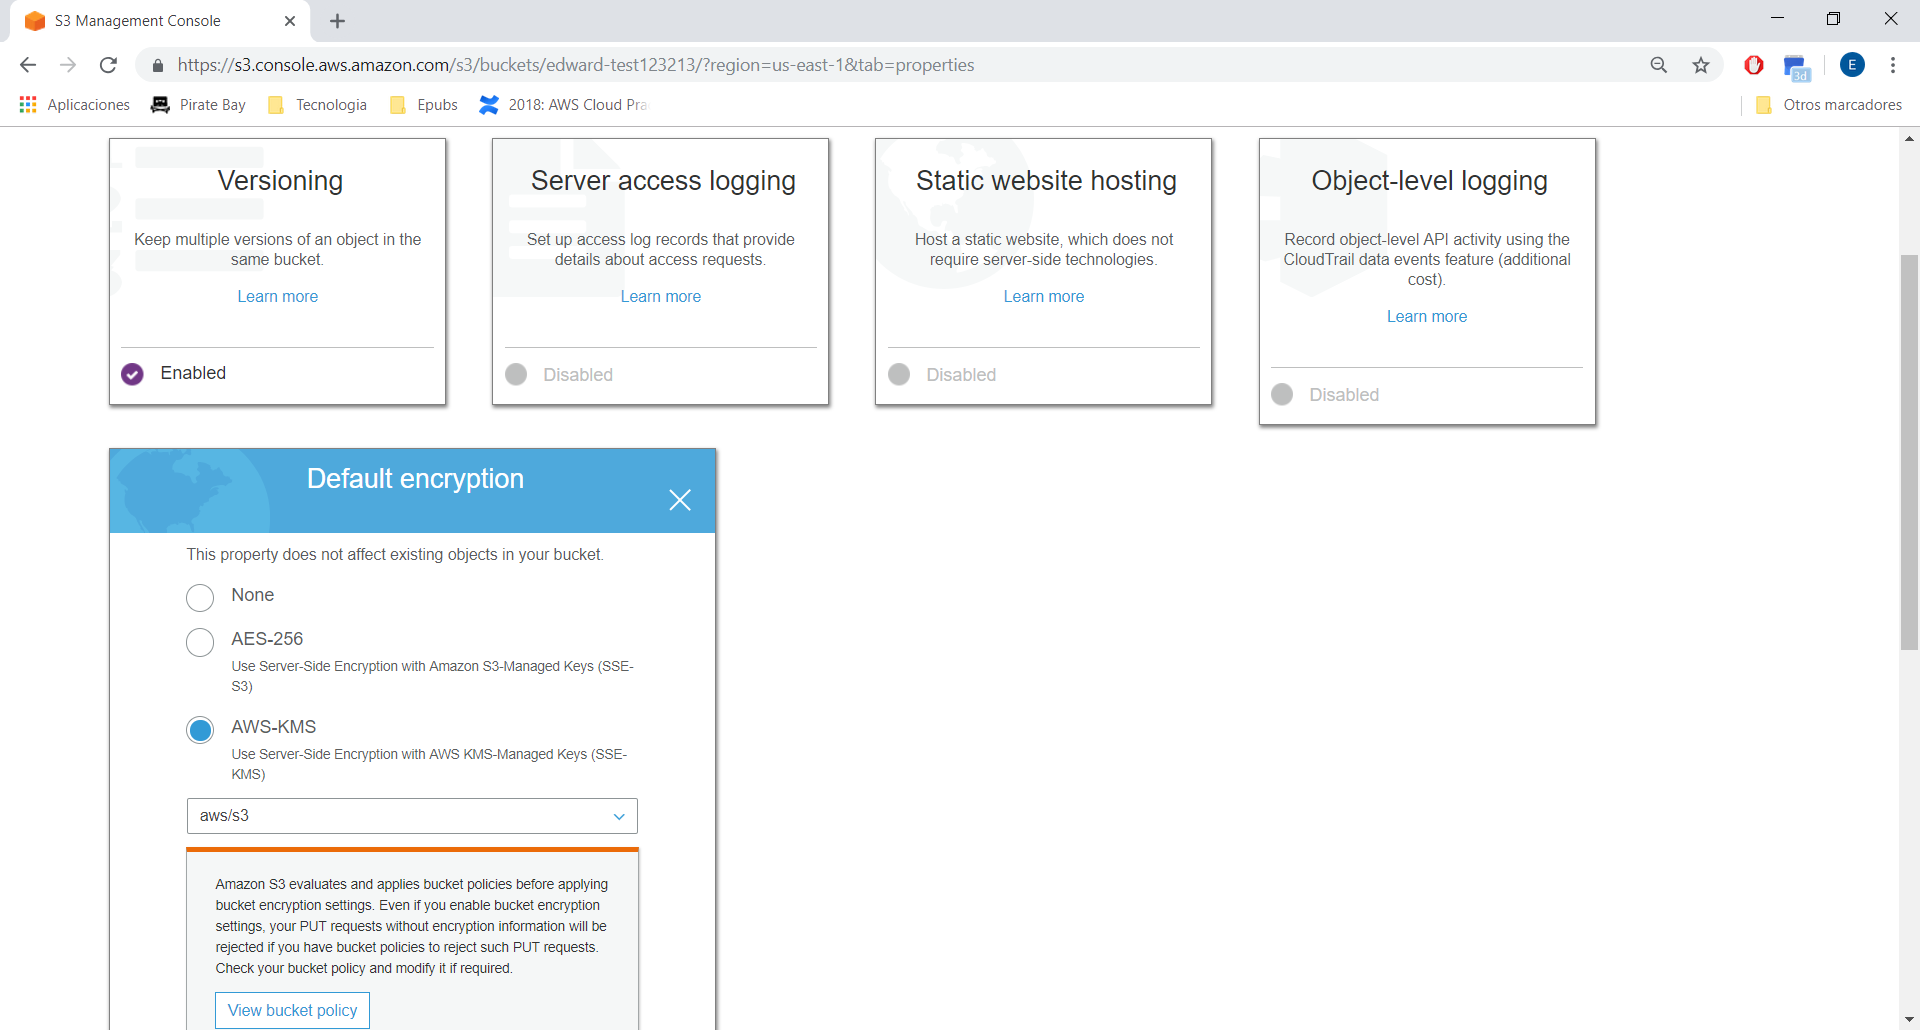 S3 Management Console
https://s3.console.aws.amazon.com/s3/buckets/edward-test123213/?region=us-east-1&tab=properties
3d
E
Aplicaciones
Pirate Bay
Tecnologia
Epubs
2018: AWS Cloud Pra
Otros marcadores
Versioning
Keep multiple versions of an object in the
same bucket.
Learn more
Enabled
Server access logging
Set up access log records that provide
details about access requests.
Learn more
Disabled
Static website hosting
Host a static website, which does not
require server-side technologies.
Learn more
Disabled
Object-level logging
Record object-level API activity using the
CloudTrail data events feature (additional
cost).
Learn more
Disabled
Default encryption
This property does not affect existing objects in your bucket.
None
AES-256
Use Server-Side Encryption with Amazon S3-Managed Keys (SSE-
S3)
AWS-KMS
Use Server-Side Encryption with AWS KMS-Managed Keys (SSE-
KMS)
aws/s3
Amazon S3 evaluates and applies bucket policies before applying
bucket encryption settings. Even if you enable bucket encryption
settings, your PUT requests without encryption information will be
rejected if you have bucket policies to reject such PUT requests.
Check your bucket policy and modify it if required.
View bucket policy